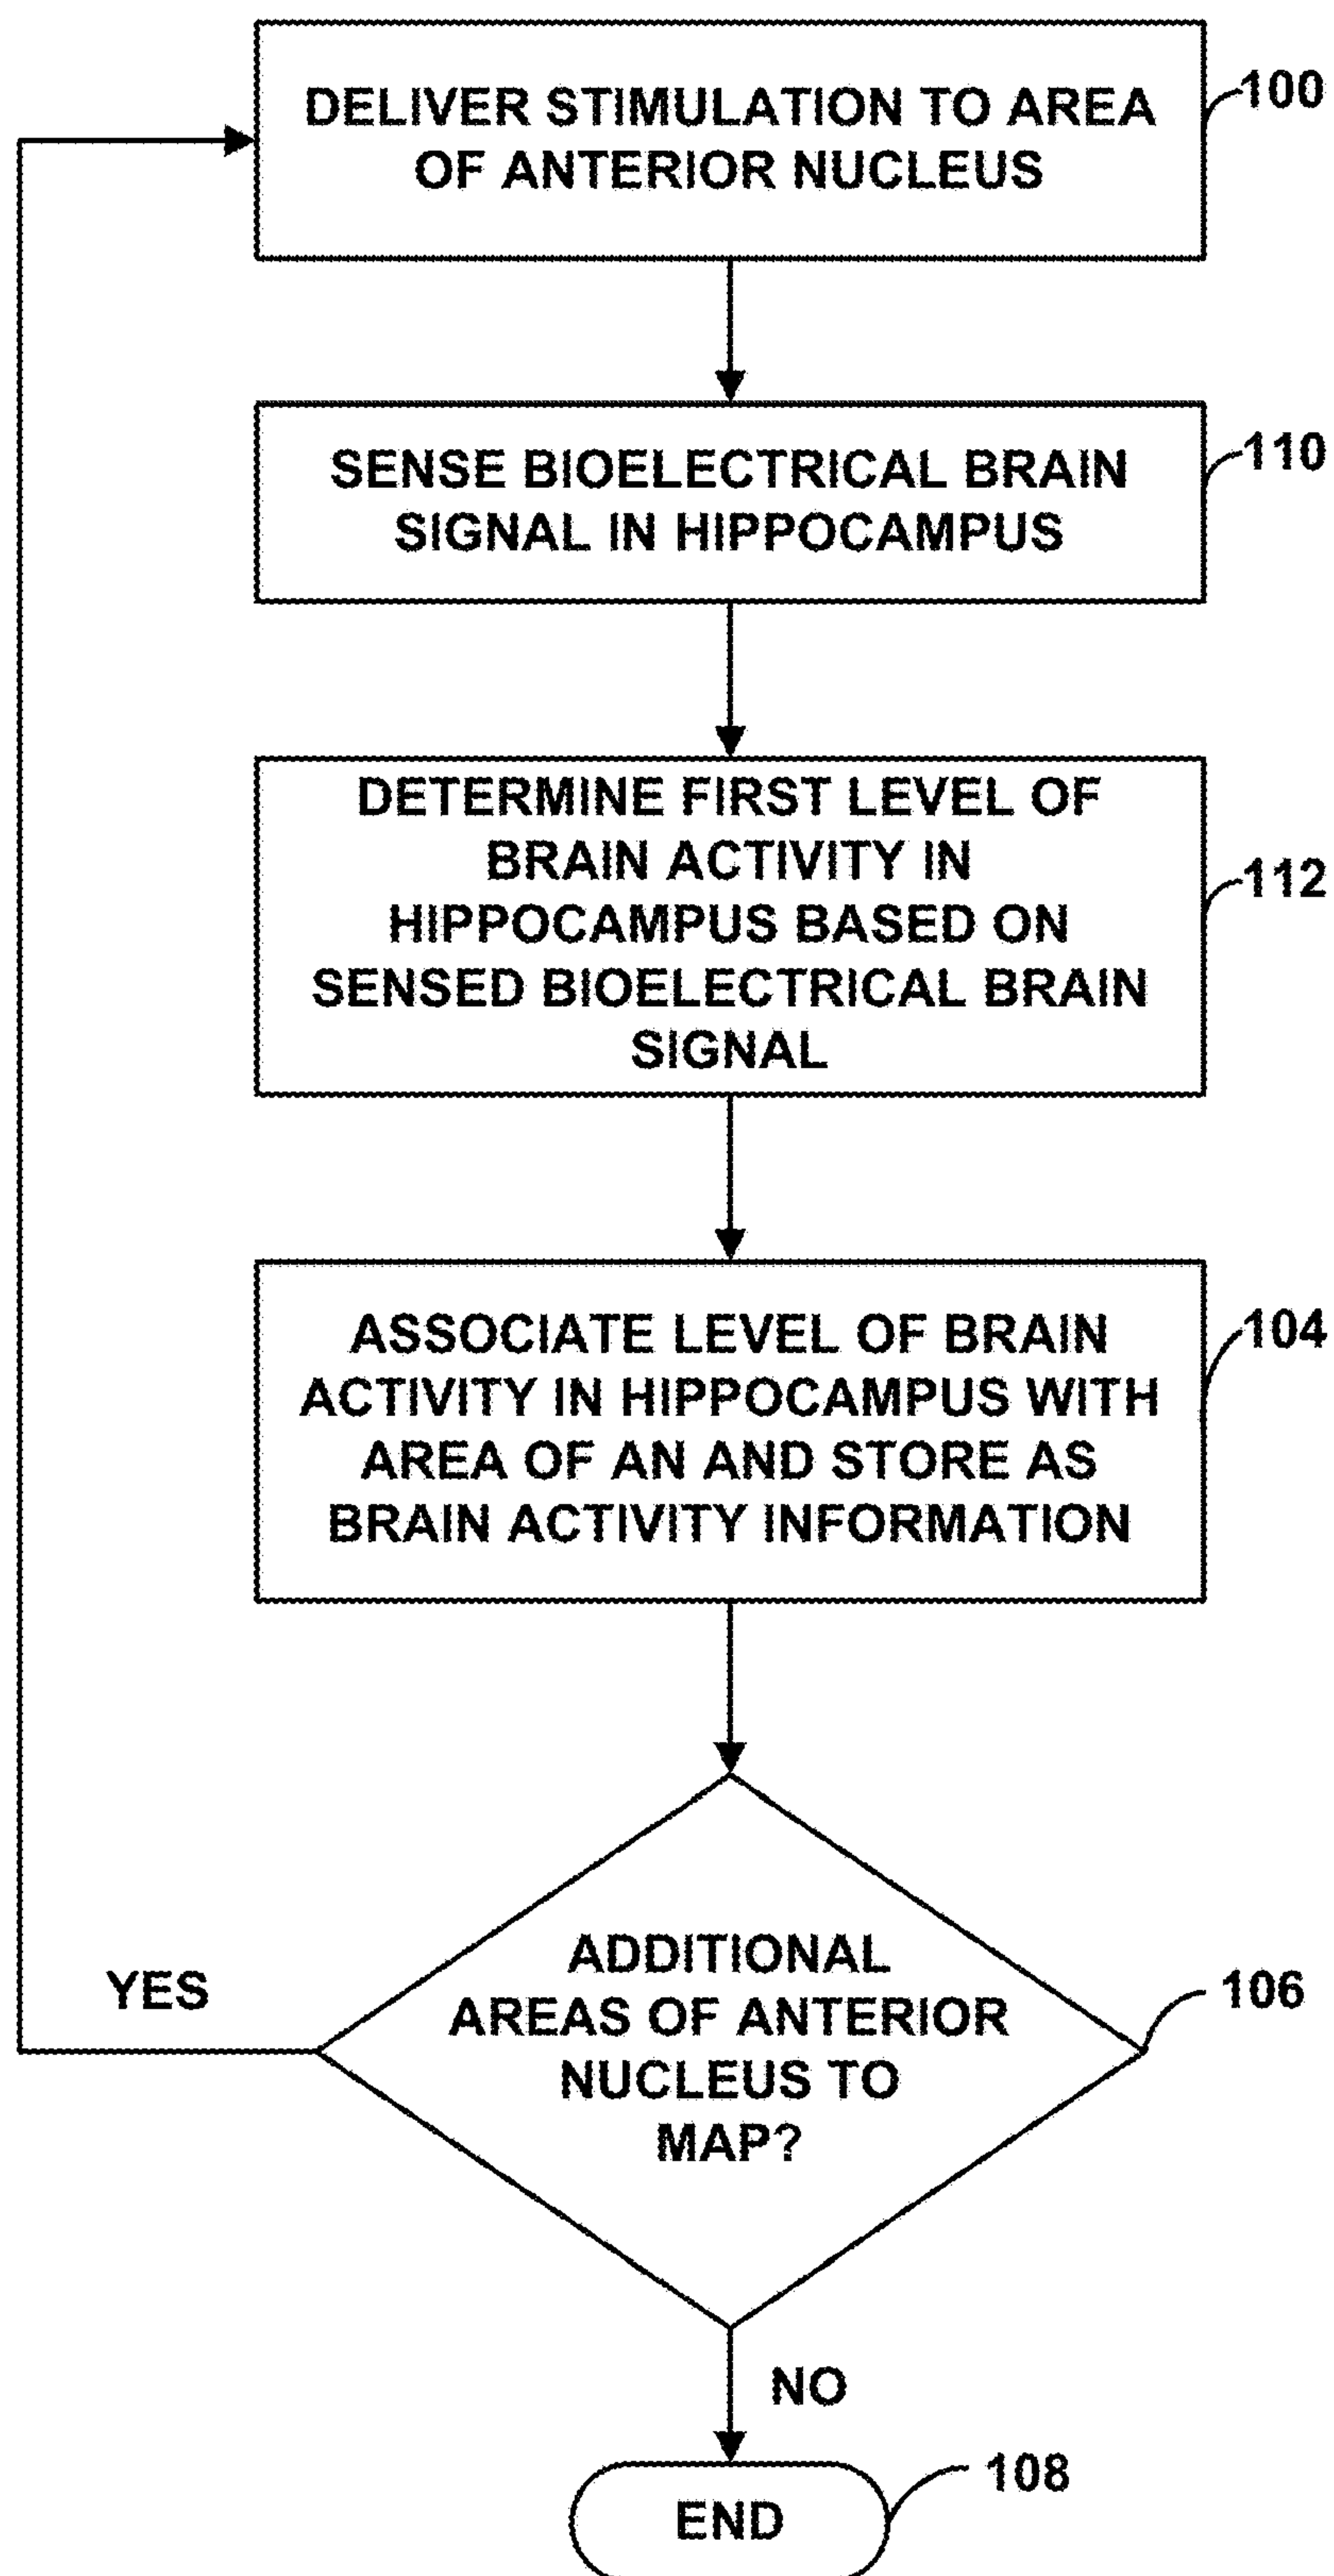 DELIVER STIMULATION TO AREA
OF ANTERIOR NUCLEUS
100
SENSE BIOELECTRICAL BRAIN
SIGNAL IN HIPPOCAMPUS
110
DETERMINE FIRST LEVEL OF
BRAIN ACTIVITY IN
HIPPOCAMPUS BASED ON
SENSED BIOELECTRICAL BRAIN
SIGNAL
112
ASSOCIATE LEVEL OF BRAIN
ACTIVITY IN HIPPOCAMPUS WITH
AREA OF AN AND STORE AS
BRAIN ACTIVITY INFORMATION
104
ADDITIONAL
AREAS OF ANTERIOR
NUCLEUS TO
MAP?
106
YES
NO
END
108